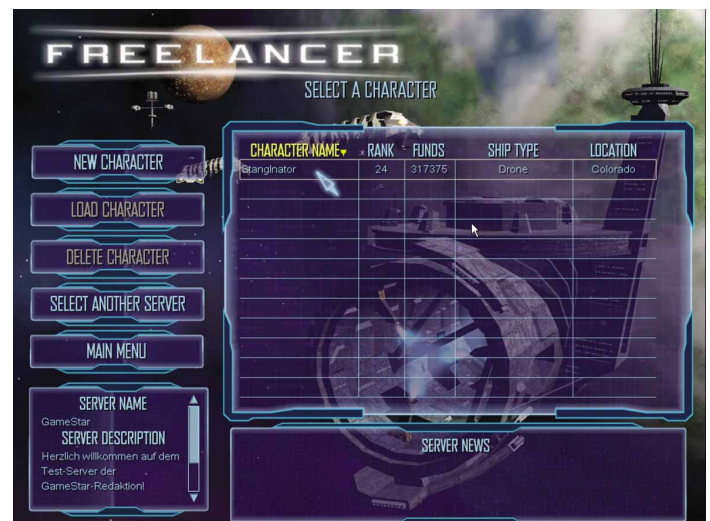 FREELANCER
SELECT A CHARACTER
NEW CHARACTER
LOAD CHARACTER
DELETE CHARACTER
SELECT ANOTHER SERVER
MAIN MENU
CHARACTER NAME RANK FUNDS SHIP TYPE LOCATION
StangInator 24 317375 Drone Colorado
SERVER NAME
GameStar
SERVER DESCRIPTION
Herzlich willkommen auf dem
Test-Server der
GameStar-Redaktion!
SERVER NEWS